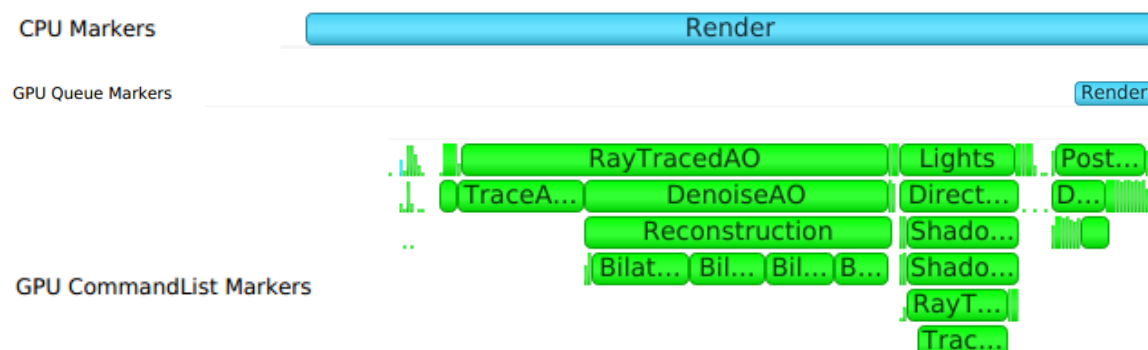 CPU Markers Render
GPU Queue Markers Render
RayTracedAO Lights Post...
TraceA... DenoiseAO Direct... D...
Reconstruction Shado...
GPU CommandList Markers Bilat... Bil... Bil... B... Shado...
RayT...
Trac...